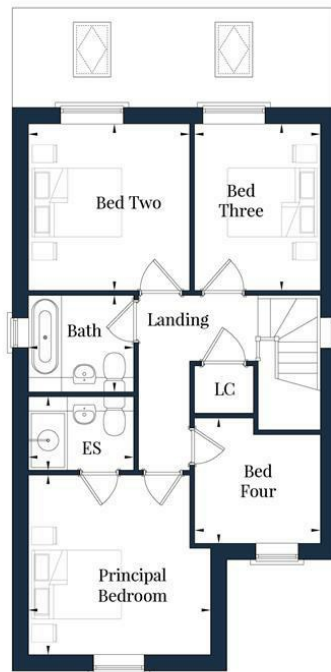 Bed Two
Bed
Three
Bath
Landing
LC
ES
Bed
Four
Principal
Bedroom